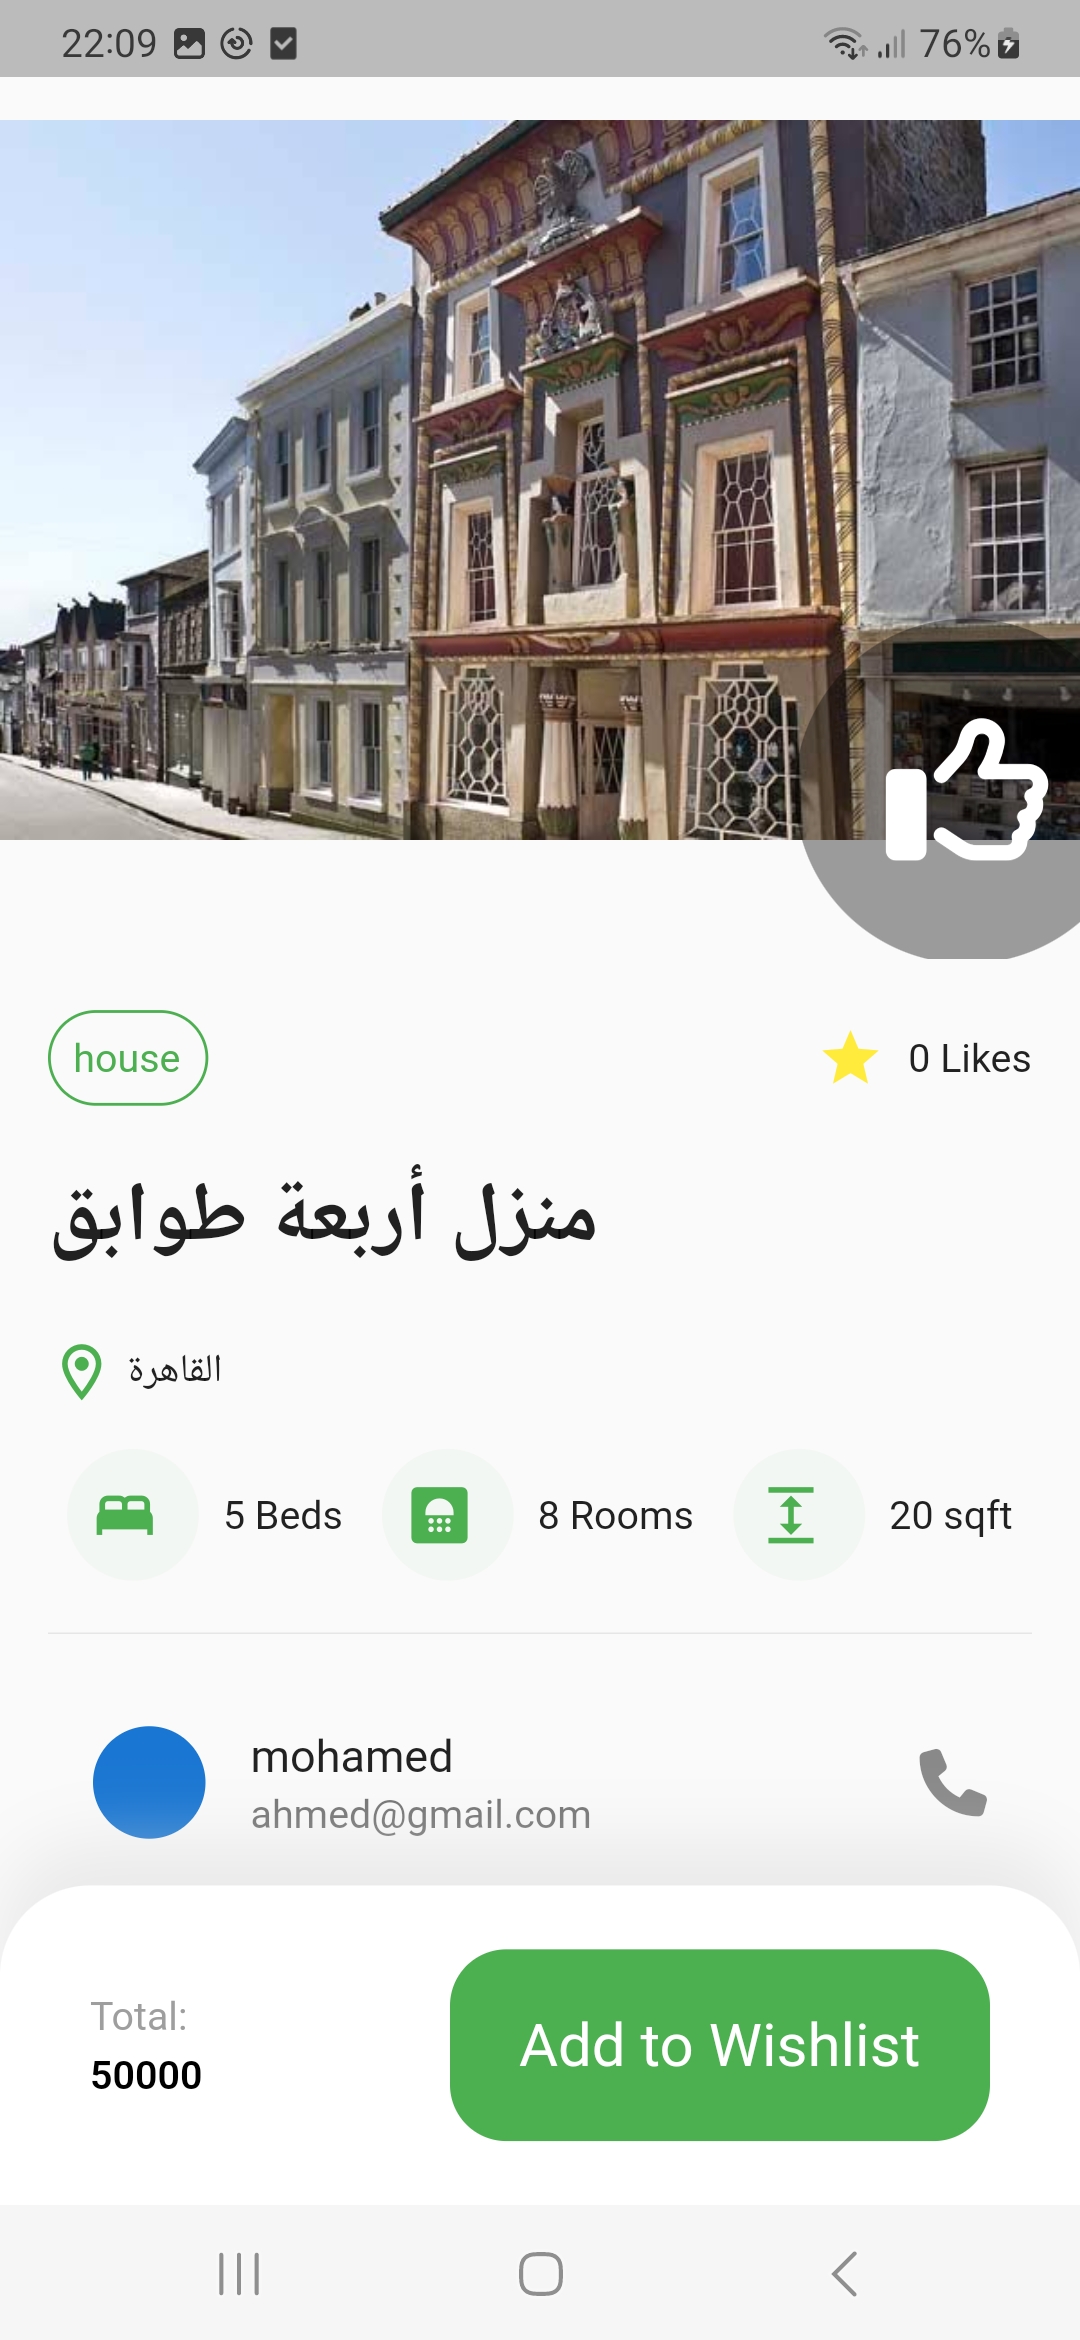 22:09
76%
house
0 Likes
منزل أربعة طوابق
القاهرة
5 Beds
8 Rooms
20 sqft
mohamed
ahmed@gmail.com
Total:
50000
Add to Wishlist